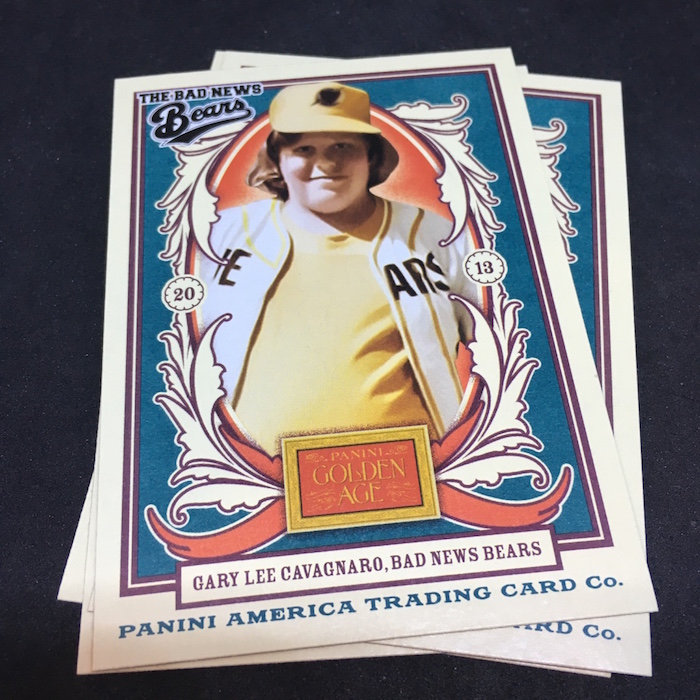 THE BAD NEWS
Bears
HE ARS
20
13
PANINI
GOLDEN
AGE
GARY LEE CAVAGNARO, BAD NEWS BEARS
PANINI AMERICA TRADING CARD Co.
RD Co.